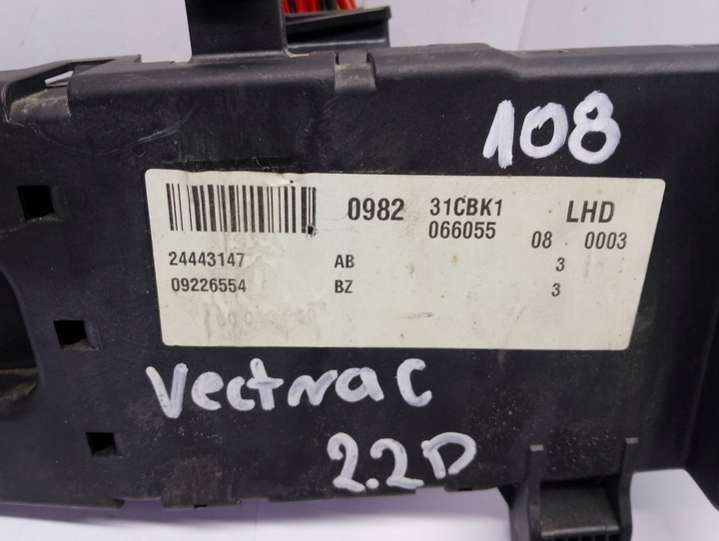 108
0982 31CBK1 LHD
066055 08 0003
24443147 AB 3
09226554 BZ 3
Vectra C
2.2D